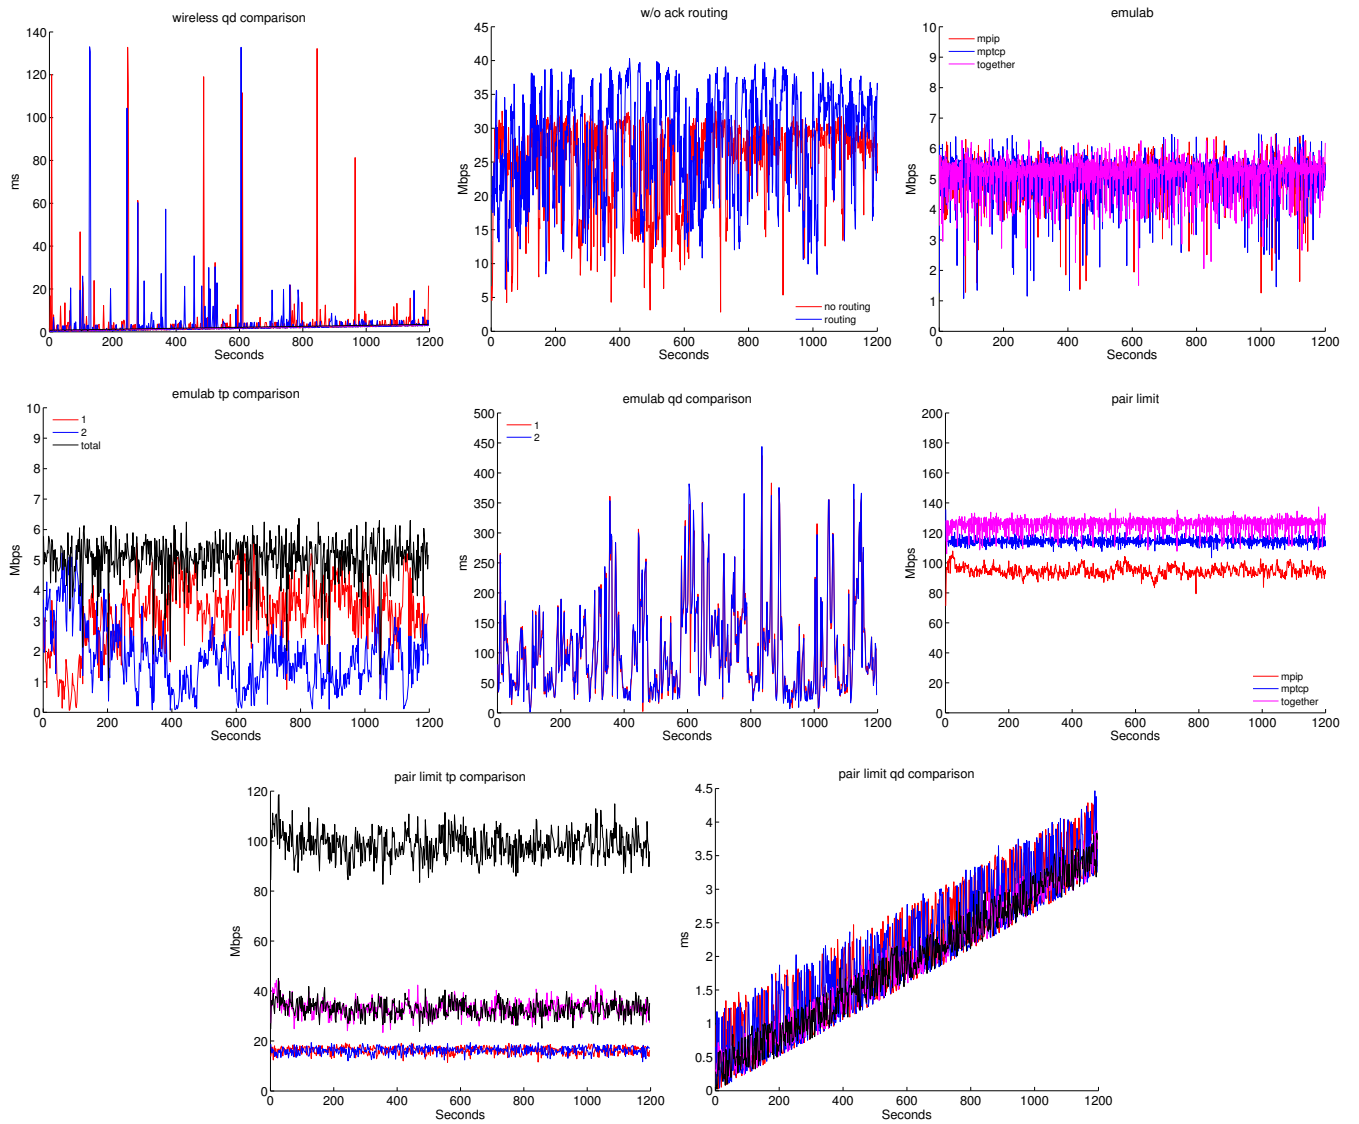 wireless qd comparison
140
120
100
80
60
40
20
0
ms
0 200 400 600 800 1000 1200
Seconds
w/o ack routing
45
40
35
30
25
20
15
10
5
0
Mbps
no routing
routing
0 200 400 600 800 1000 1200
Seconds
emulab
10
9
8
7
6
5
4
3
2
1
0
Mbps
mpip
mptcp
together
0 200 400 600 800 1000 1200
Seconds
emulab tp comparison
10
9
8
7
6
5
4
3
2
1
0
Mbps
1
2
total
0 200 400 600 800 1000 1200
Seconds
emulab qd comparison
500
450
400
350
300
250
200
150
100
50
0
ms
1
2
0 200 400 600 800 1000 1200
Seconds
pair limit
200
180
160
140
120
100
80
60
40
20
0
Mbps
mpip
mptcp
together
0 200 400 600 800 1000 1200
Seconds
pair limit tp comparison
120
100
80
60
40
20
0
Mbps
0 200 400 600 800 1000 1200
Seconds
pair limit qd comparison
4.5
4
3.5
3
2.5
2
1.5
1
0.5
0
ms
0 200 400 600 800 1000 1200
Seconds